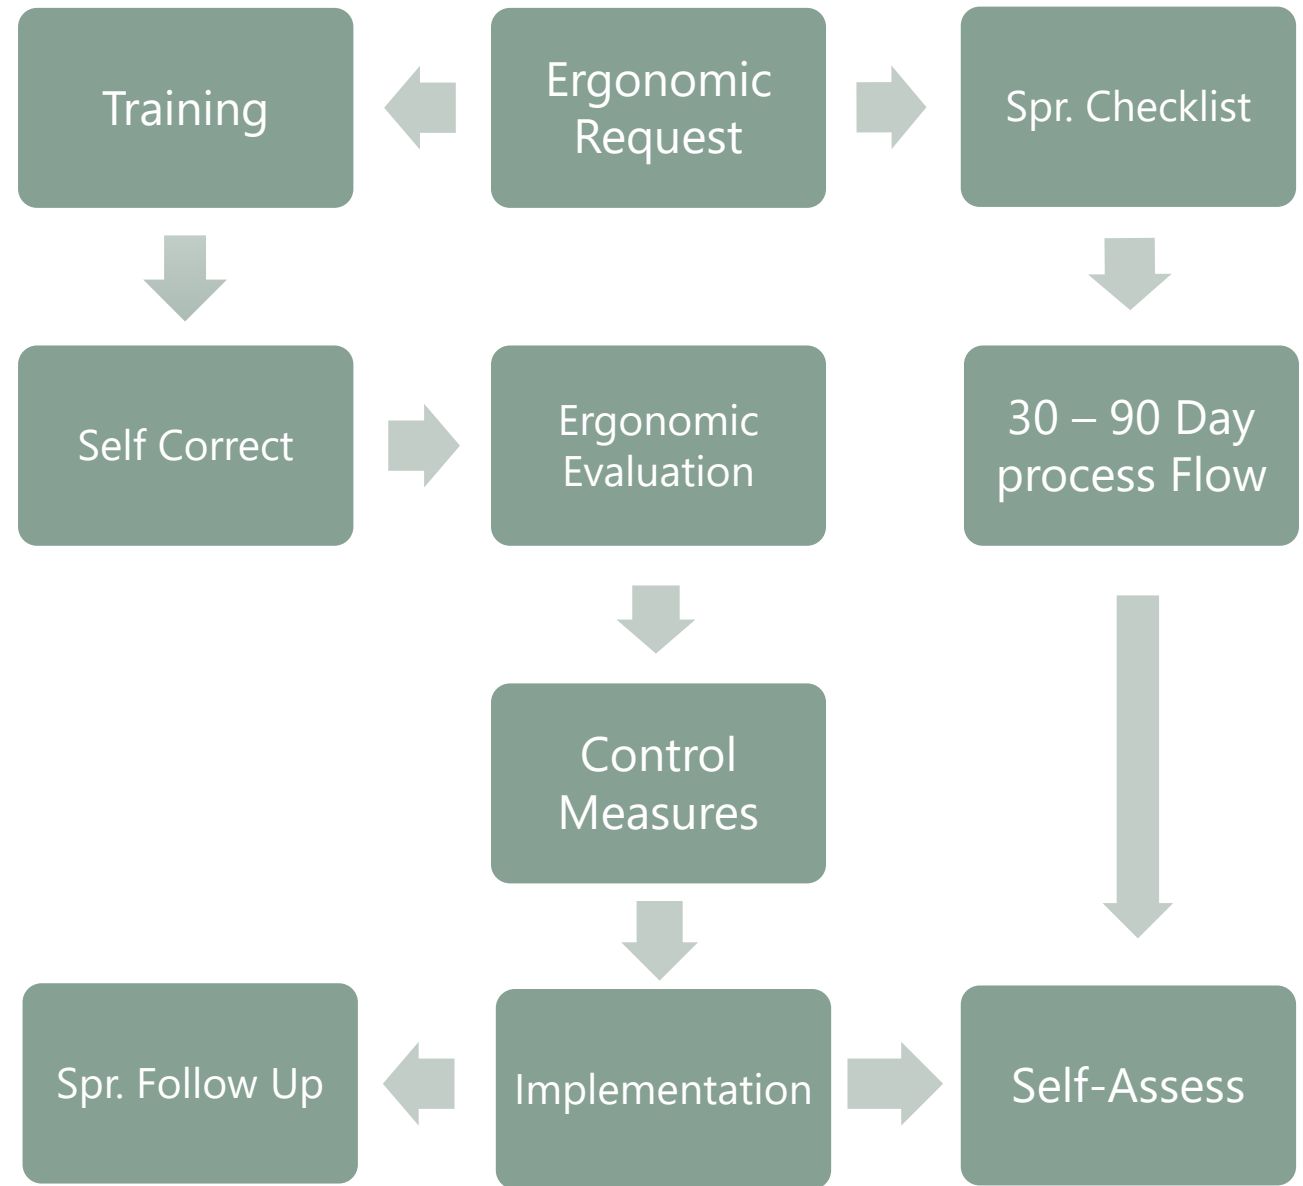 Training
Ergonomic
Request
Spr. Checklist
Self Correct
Ergonomic
Evaluation
30 – 90 Day
process Flow
Control
Measures
Spr. Follow Up
Implementation
Self-Assess